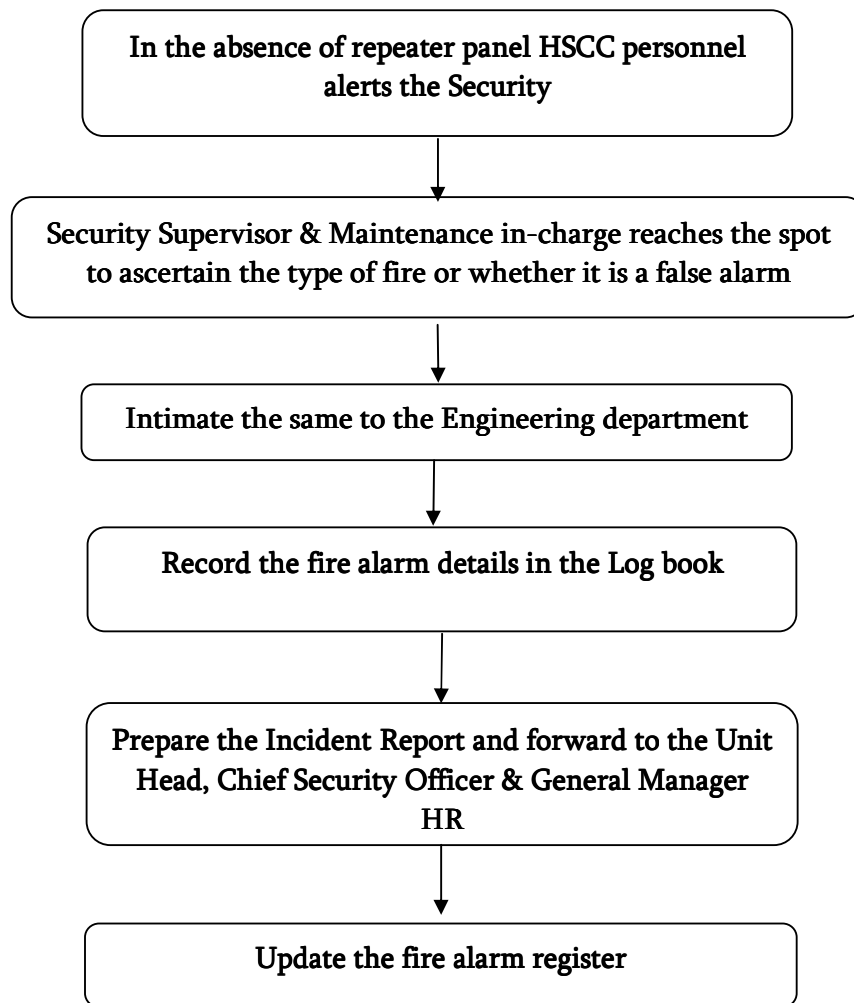 In the absence of repeater panel HSCC personnel
alerts the Security
Security Supervisor & Maintenance in-charge reaches the spot
to ascertain the type of fire or whether it is a false alarm
Intimate the same to the Engineering department
Record the fire alarm details in the Log book
Prepare the Incident Report and forward to the Unit
Head, Chief Security Officer & General Manager
HR
Update the fire alarm register